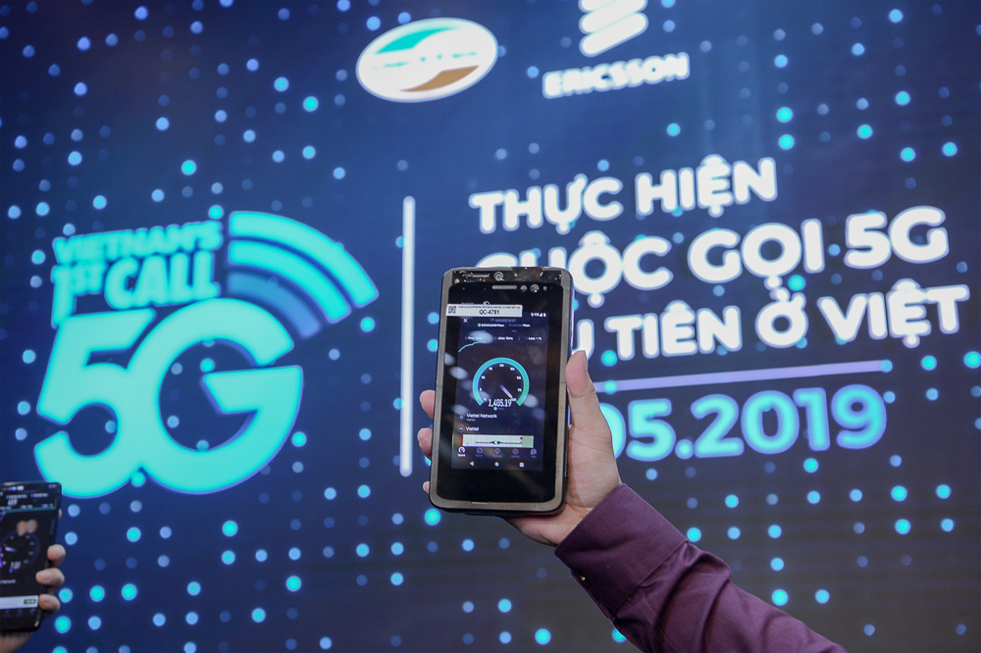 viettel
ERICSSON
VIETNAM'S
1ST CALL
5G
THỰC HIỆN
CUỘC GỌI 5G
TIÊN Ở VIỆT
05.2019
QC-4781
1,405.19
Viettel Network
Viettel